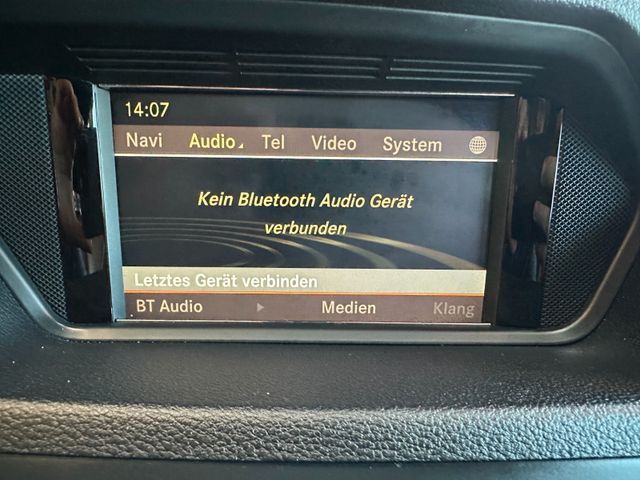 14:07
Navi Audio Tel Video System
Kein Bluetooth Audio Gerät
verbunden
Letztes Gerät verbinden
BT Audio Medien Klang